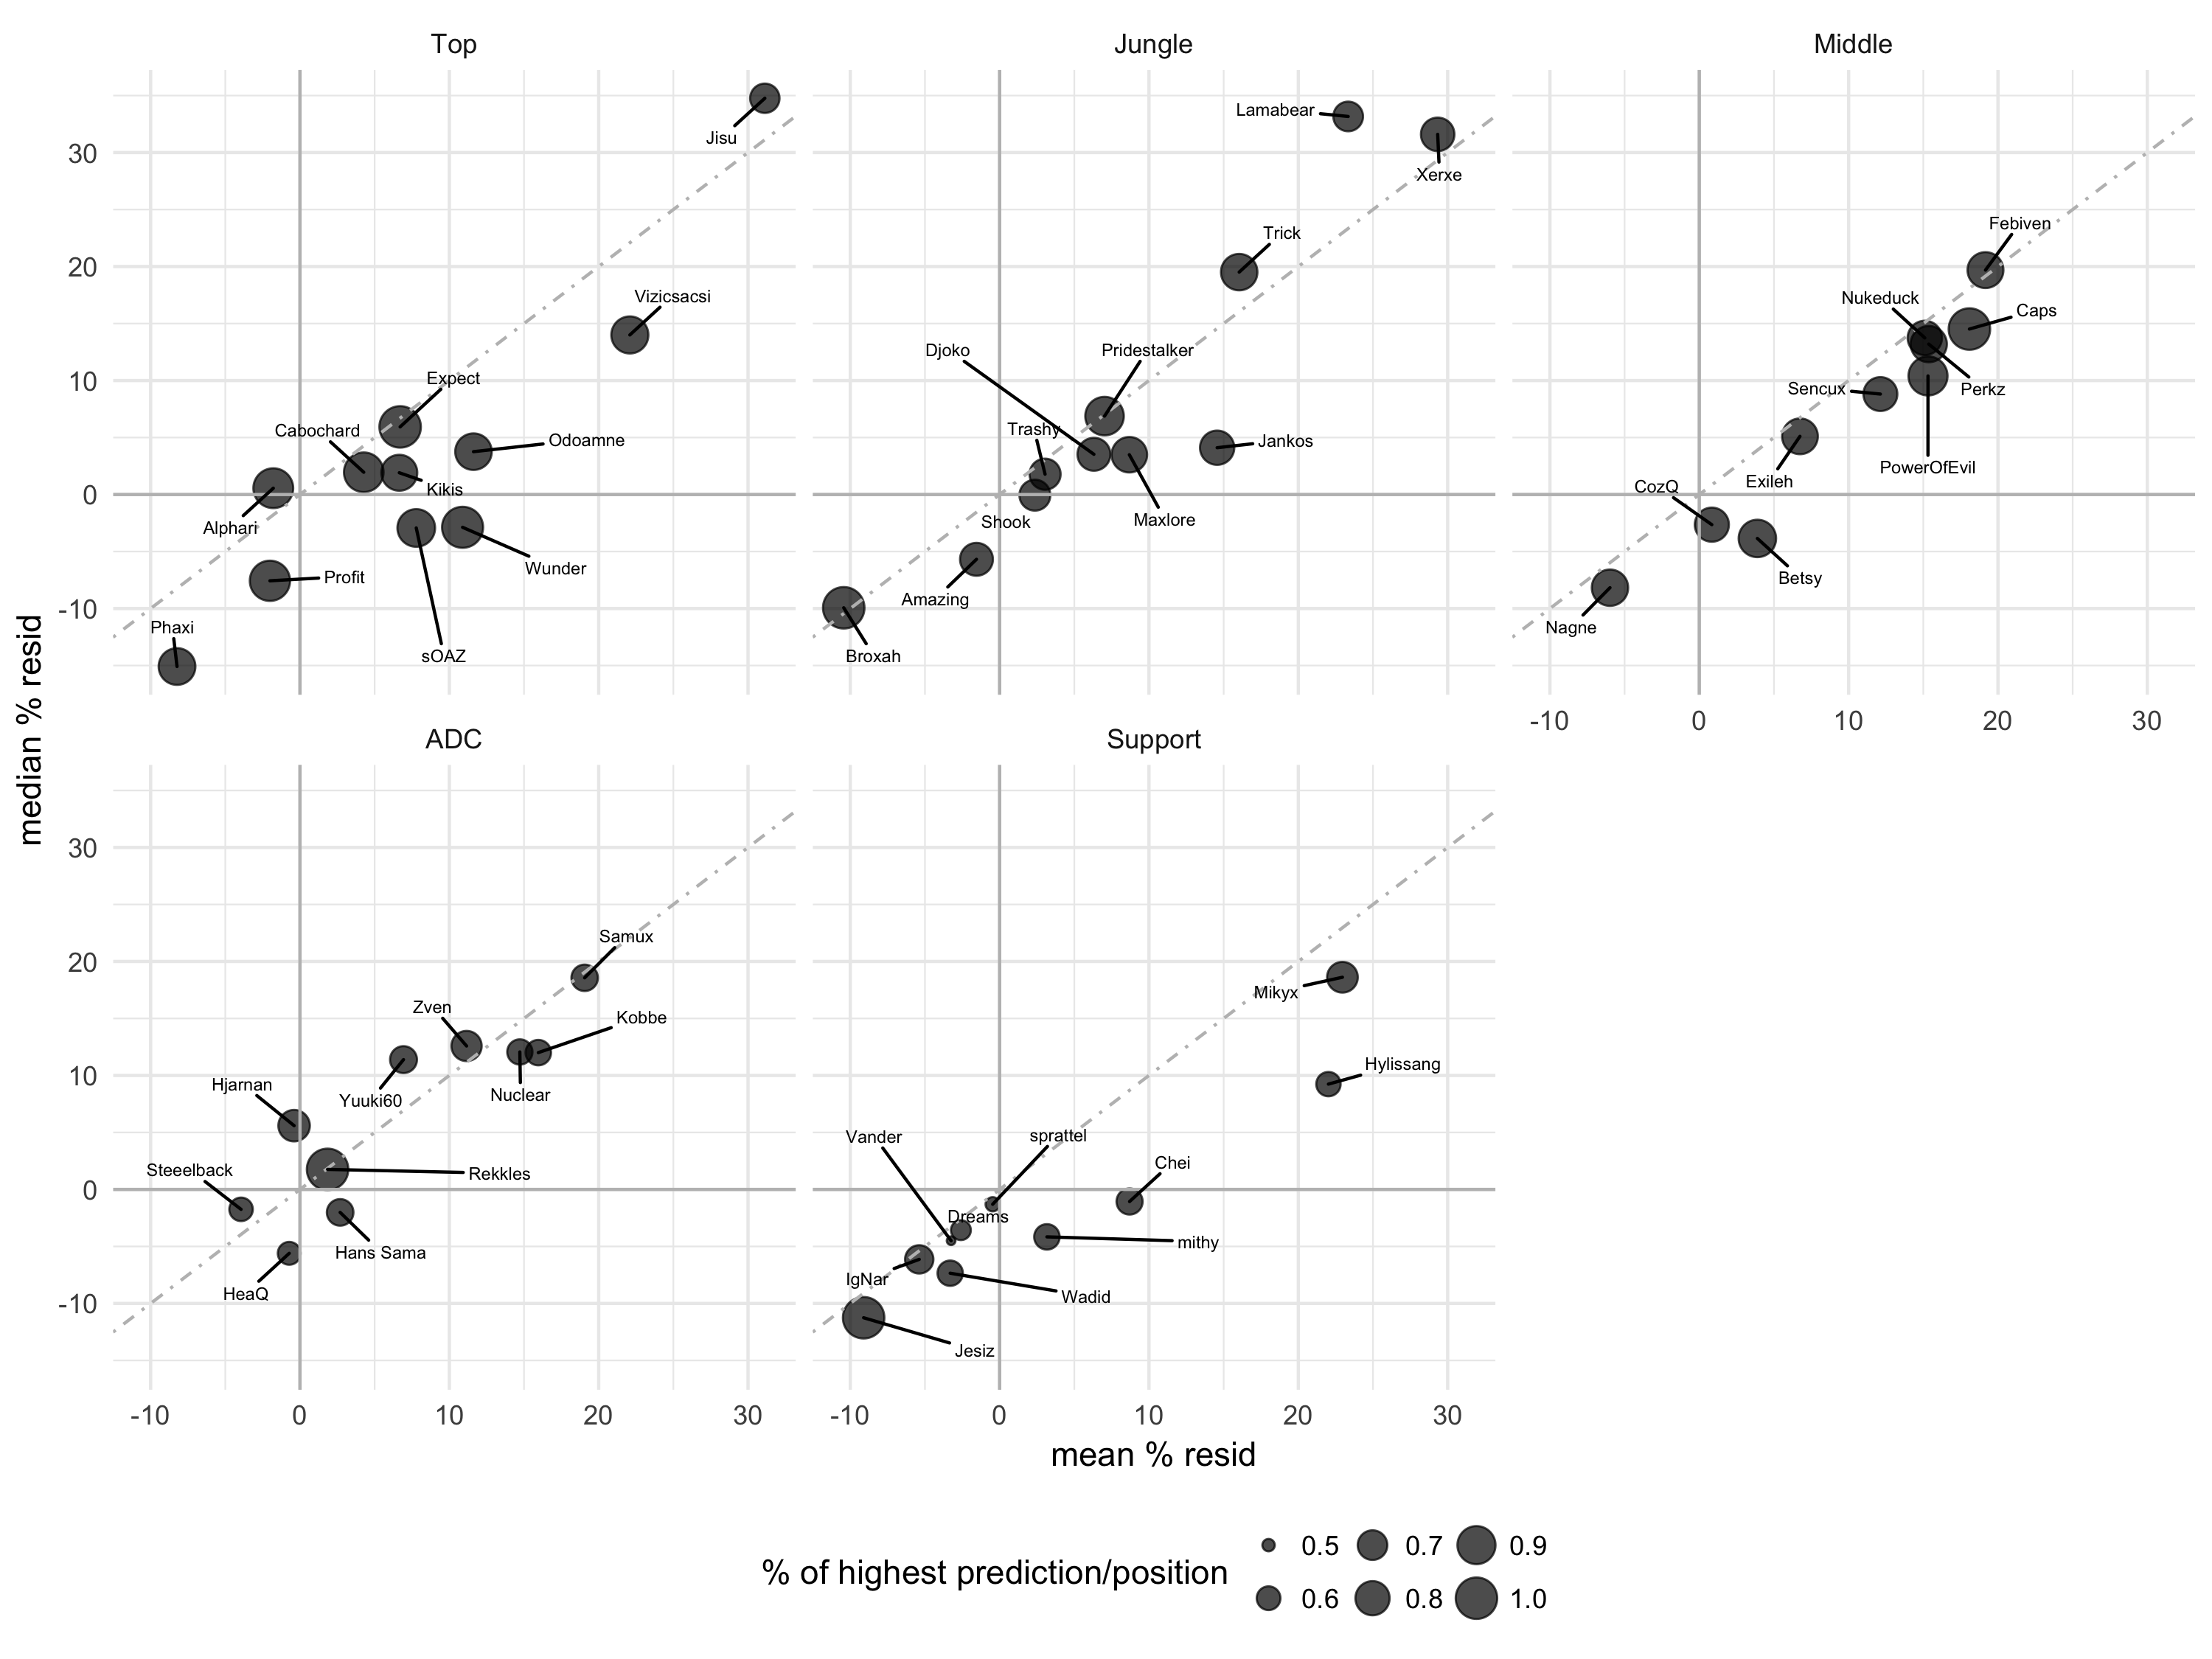 Top
Jungle
Middle
Jisu
Vizicsacsi
Expect
Cabochard
Odoamne
Kikis
Alphari
Wunder
Profit
Phaxi
sOAZ
30
20
10
0
-10
Lamabear
Xerxe
Trick
Djoko
Pridestalker
Trashy
Jankos
Shook
Maxlore
Amazing
Broxah
Febiven
Nukeduck
Caps
Sencux
Perkz
PowerOfEvil
Exileh
CozQ
Betsy
Nagne
-10 0 10 20 30
median % resid
ADC
Support
30
20
10
0
-10
Samux
Zven
Kobbe
Yuuki60
Nuclear
Hjarnan
Steeelback
Rekkles
Hans Sama
HeaQ
Mikyx
Hylissang
Vander
sprattel
Chei
Dreams
mithy
IgNar
Wadid
Jesiz
-10 0 10 20 30
-10 0 10 20 30
mean % resid
% of highest prediction/position
0.5 0.7 0.9
0.6 0.8 1.0